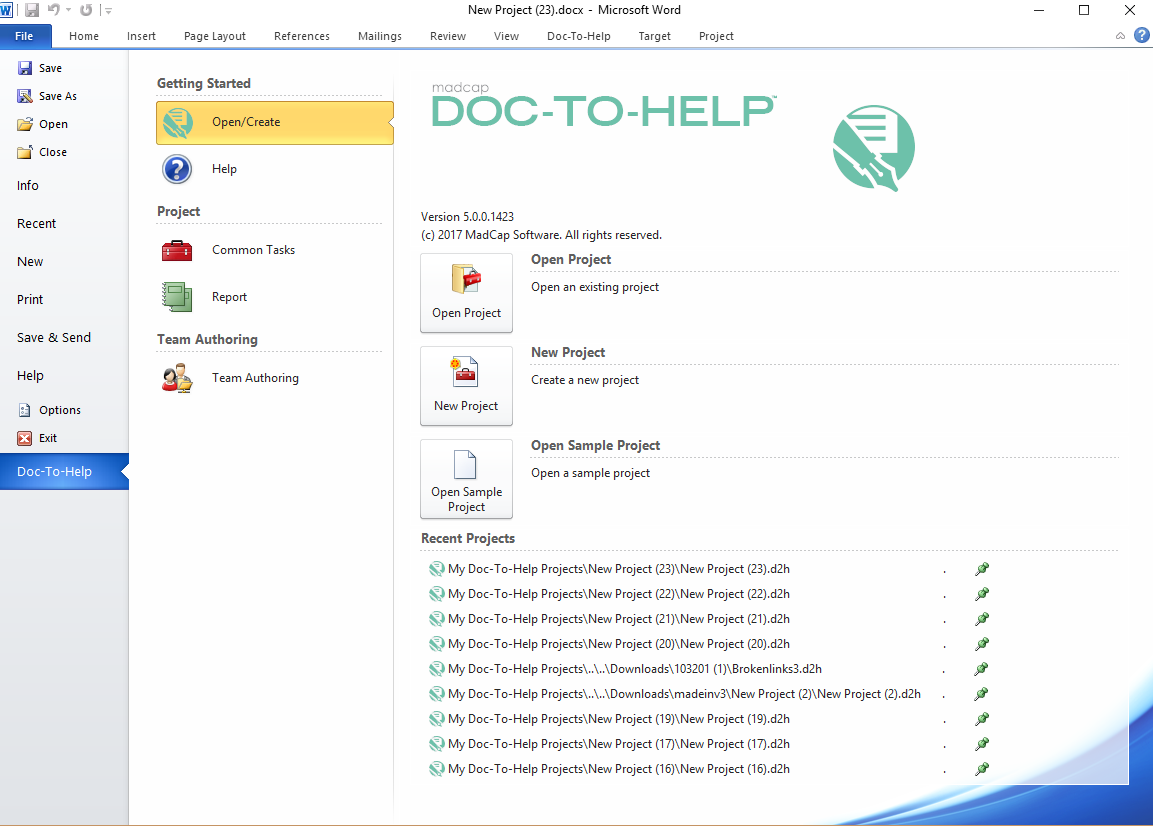 New Project (23).docx - Microsoft Word
File Home Insert Page Layout References Mailings Review View Doc-To-Help Target Project
Save
Save As
Open
Close
Info
Recent
New
Print
Save & Send
Help
Options
Exit
Doc-To-Help
Getting Started
Open/Create
Help
Project
Common Tasks
Report
Team Authoring
Team Authoring
madcap
DOC-TO-HELP™
Version 5.0.0.1423
(c) 2017 MadCap Software. All rights reserved.
Open Project
Open Project
Open an existing project
New Project
New Project
Create a new project
Open Sample
Project
Open Sample Project
Open a sample project
Recent Projects
My Doc-To-Help Projects\New Project (23)\New Project (23).d2h .
My Doc-To-Help Projects\New Project (22)\New Project (22).d2h .
My Doc-To-Help Projects\New Project (21)\New Project (21).d2h .
My Doc-To-Help Projects\New Project (20)\New Project (20).d2h .
My Doc-To-Help Projects\..\..\Downloads\103201 (1)\Brokenlinks3.d2h .
My Doc-To-Help Projects\..\..\Downloads\madeinv3\New Project (2)\New Project (2).d2h .
My Doc-To-Help Projects\New Project (19)\New Project (19).d2h .
My Doc-To-Help Projects\New Project (17)\New Project (17).d2h .
My Doc-To-Help Projects\New Project (16)\New Project (16).d2h .